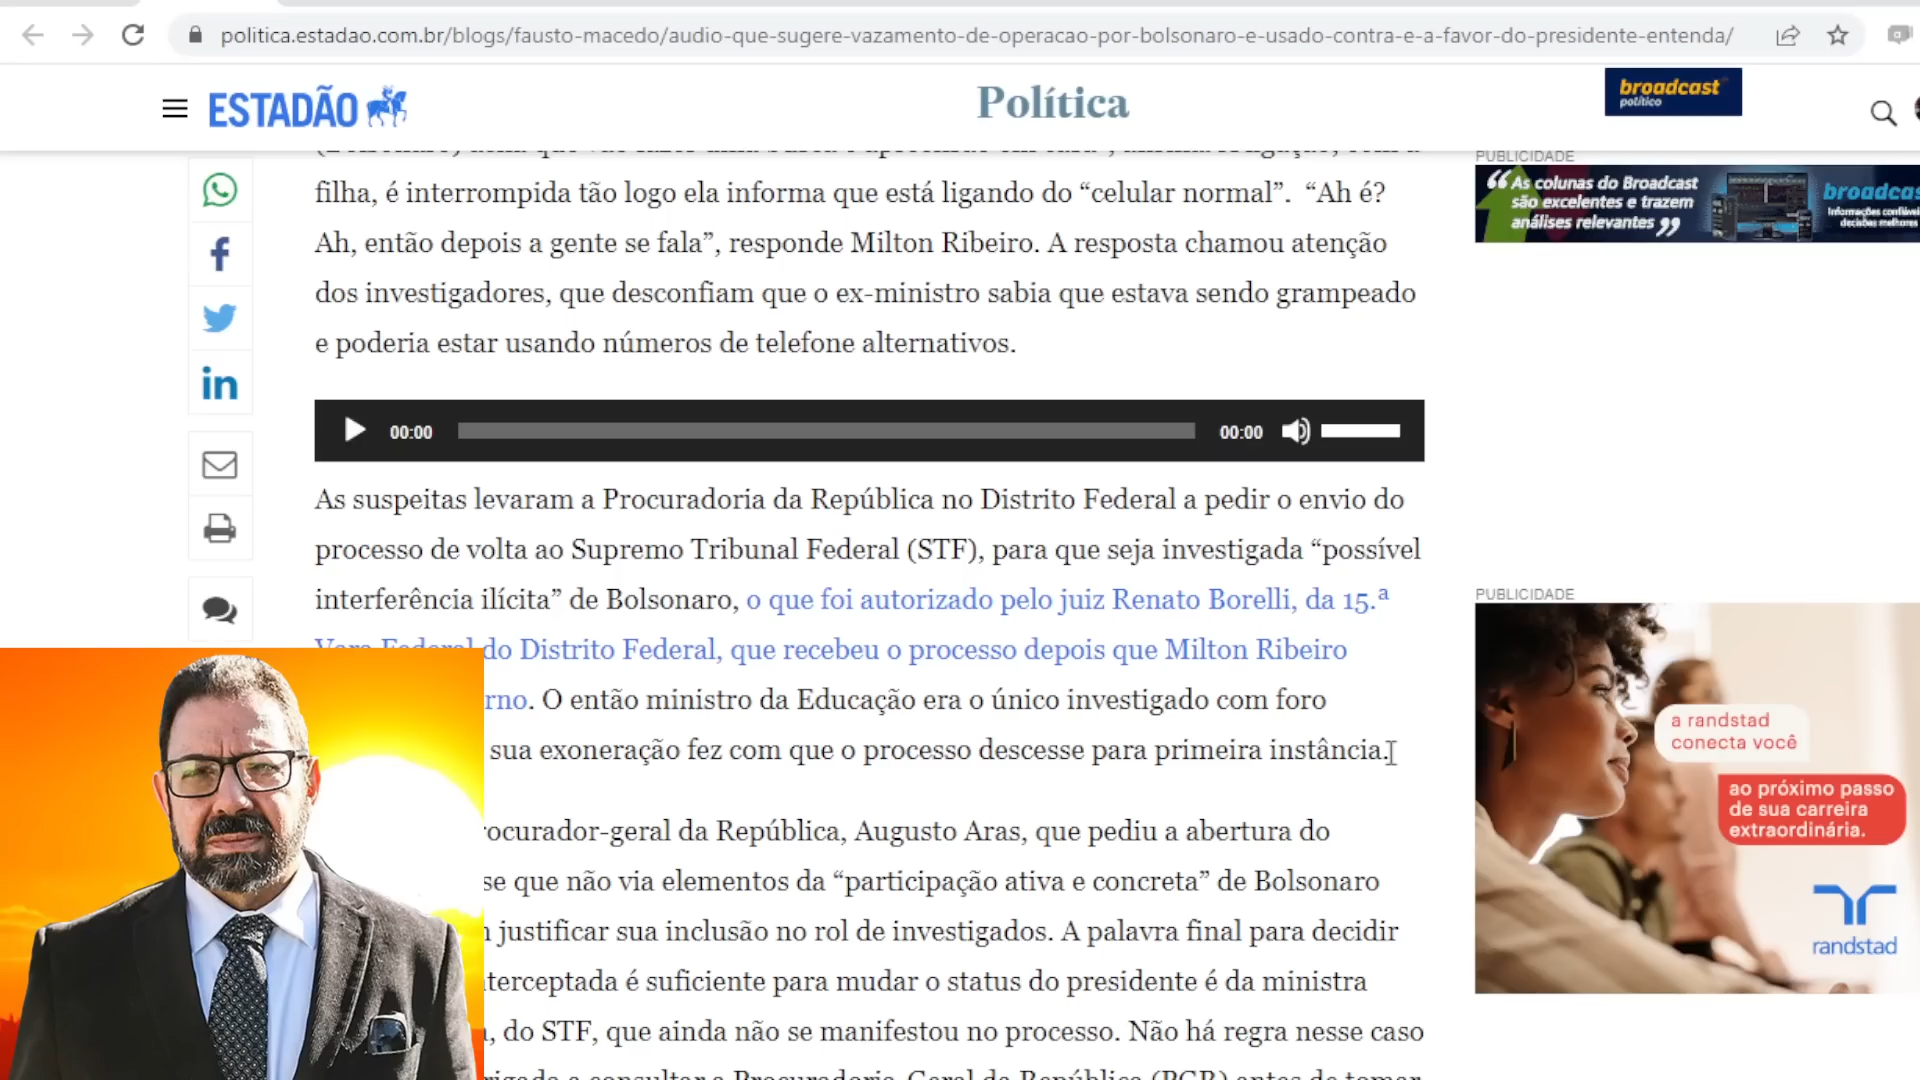 politica.estadao.com.br/blogs/fausto-macedo/audio-que-sugere-vazamento-de-operacao-por-bolsonaro-e-usado-contra-e-a-favor-do-presidente-entenda/
ESTADÃO
Política
broadcast
político
filha, é interrompida tão logo ela informa que está ligando do “celular normal”. “Ah é?
Ah, então depois a gente se fala”, responde Milton Ribeiro. A resposta chamou atenção
dos investigadores, que desconfiam que o ex-ministro sabia que estava sendo grampeado
e poderia estar usando números de telefone alternativos.
00:00
00:00
As suspeitas levaram a Procuradoria da República no Distrito Federal a pedir o envio do
processo de volta ao Supremo Tribunal Federal (STF), para que seja investigada “possível
interferência ilícita” de Bolsonaro, o que foi autorizado pelo juiz Renato Borelli, da 15.ª
Vara Federal do Distrito Federal, que recebeu o processo depois que Milton Ribeiro
rno. O então ministro da Educação era o único investigado com foro
sua exoneração fez com que o processo descesse para primeira instância.
rocurador-geral da República, Augusto Aras, que pediu a abertura do
se que não via elementos da “participação ativa e concreta” de Bolsonaro
justificar sua inclusão no rol de investigados. A palavra final para decidir
terceptada é suficiente para mudar o status do presidente é da ministra
, do STF, que ainda não se manifestou no processo. Não há regra nesse caso
PUBLICIDADE
“As colunas do Broadcast
são excelentes e trazem
análises relevantes”
broadcas
Informações confiáve
decisões melhores
PUBLICIDADE
a randstad
conecta você
ao próximo passo
de sua carreira
extraordinária.
randstad